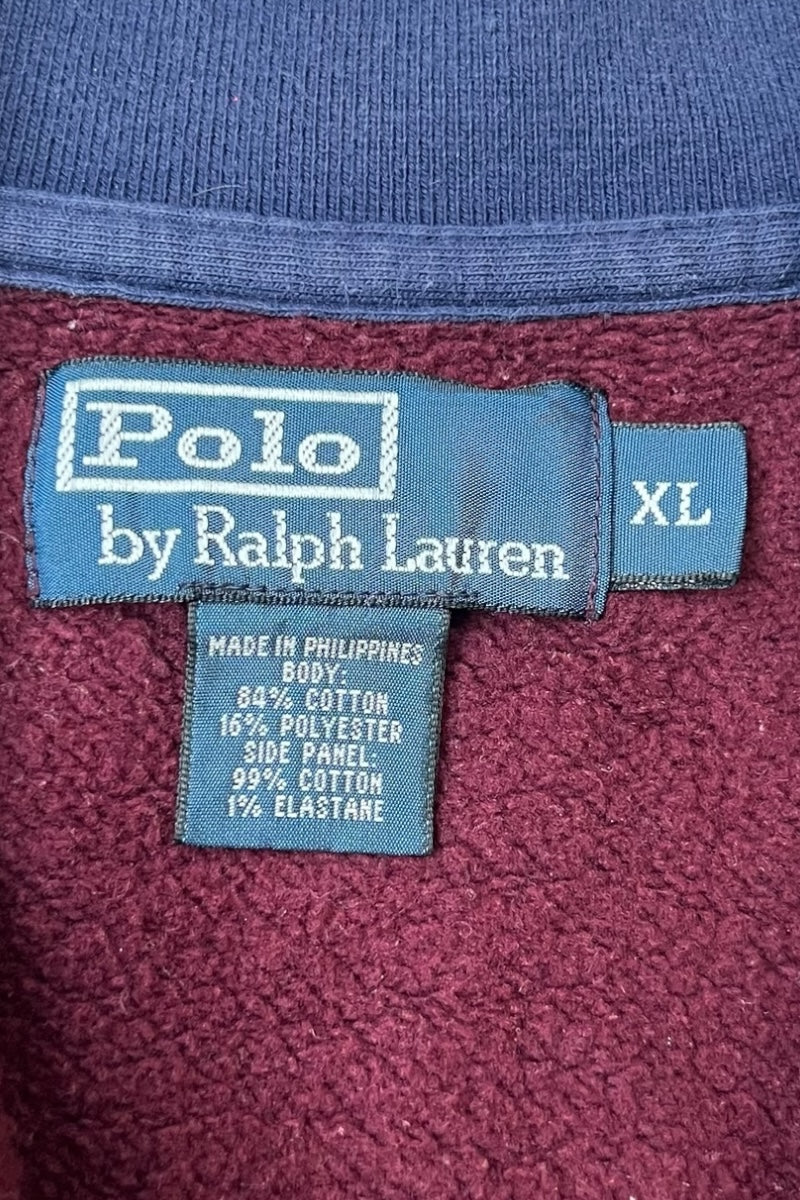 Polo
by Ralph Lauren
XL
MADE IN PHILIPPINES
BODY:
84% COTTON
16% POLYESTER
SIDE PANEL:
99% COTTON
1% ELASTANE